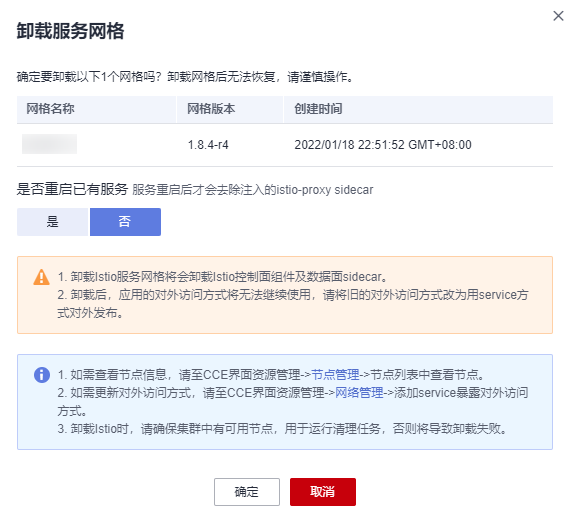 卸载服务网格
确定要卸载以下1个网格吗？卸载网格后无法恢复，请谨慎操作。
网格名称 网格版本 创建时间
1.8.4-r4 2022/01/18 22:51:52 GMT+08:00
是否重启已有服务 服务重启后才会去除注入的istio-proxy sidecar
是 否
1. 卸载Istio服务网格将会卸载Istio控制面组件及数据面sidecar。
2. 卸载后，应用的对外访问方式将无法继续使用，请将旧的对外访问方式改为用service方
式对外发布。
1. 如需查看节点信息，请至CCE界面资源管理->节点管理->节点列表中查看节点。
2. 如需更新对外访问方式，请至CCE界面资源管理->网络管理->添加service暴露对外访问
方式。
3. 卸载Istio时，请确保集群中有可用节点，用于运行清理任务，否则将导致卸载失败。
确定 取消